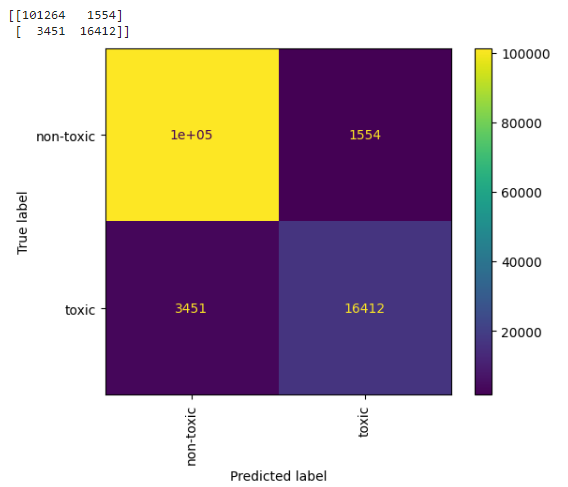 [[101264 1554]
[ 3451 16412]]
100000
1e+05
1554
non-toxic
80000
True label
60000
40000
toxic
3451
16412
20000
non-toxic
toxic
Predicted label